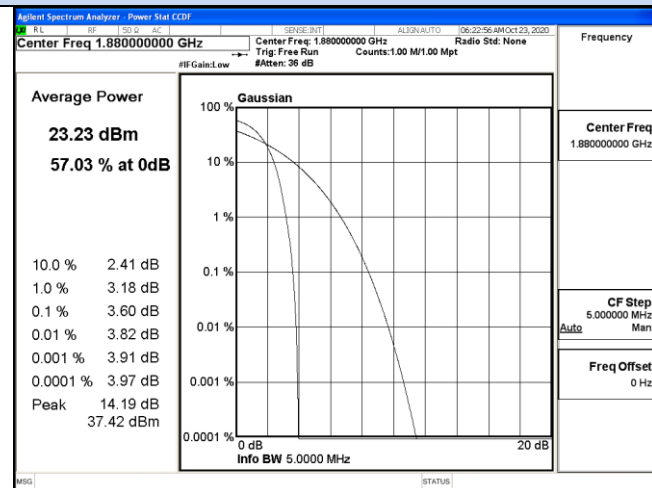 Agilent Spectrum Analyzer - Power Stat CCDF
RL RF 50 Ω AC SENSE:INT ALIGN AUTO 06:22:56 AM Oct 23, 2020
Center Freq 1.880000000 GHz
Center Freq: 1.880000000 GHz Radio Std: None
Trig: Free Run Counts:1.00 M/1.00 Mpt
#IFGain:Low #Atten: 36 dB
Frequency
Average Power
23.23 dBm
57.03 % at 0dB
10.0 % 2.41 dB
1.0 % 3.18 dB
0.1 % 3.60 dB
0.01 % 3.82 dB
0.001 % 3.91 dB
0.0001 % 3.97 dB
Peak 14.19 dB
37.42 dBm
Gaussian
100 %
10 %
1 %
0.1 %
0.01 %
0.001 %
0.0001 %
0 dB 20 dB
Info BW 5.0000 MHz
Center Freq
1.880000000 GHz
CF Step
5.000000 MHz
Auto Man
Freq Offset
0 Hz
MSG STATUS